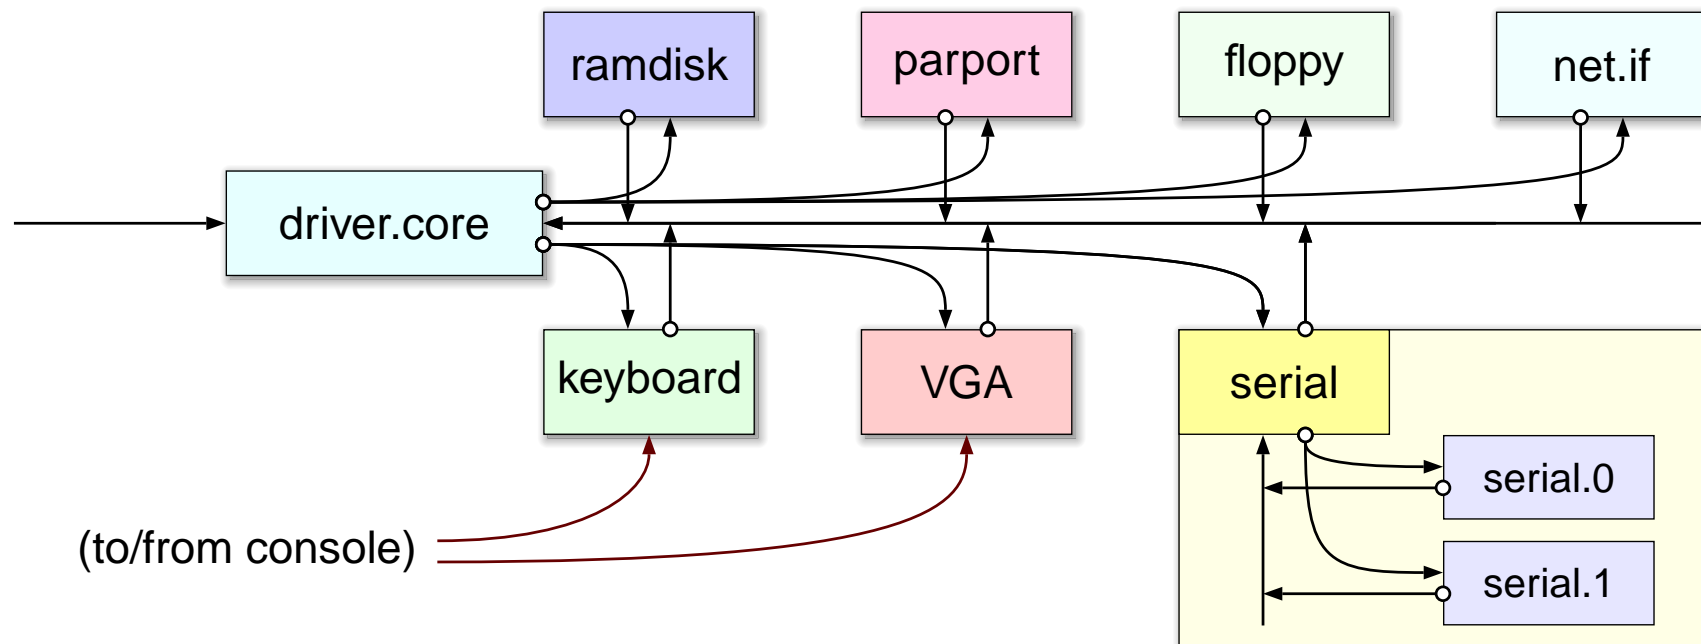 ramdisk
parport
floppy
net.if
driver.core
keyboard
VGA
serial
serial.0
(to/from console)
serial.1